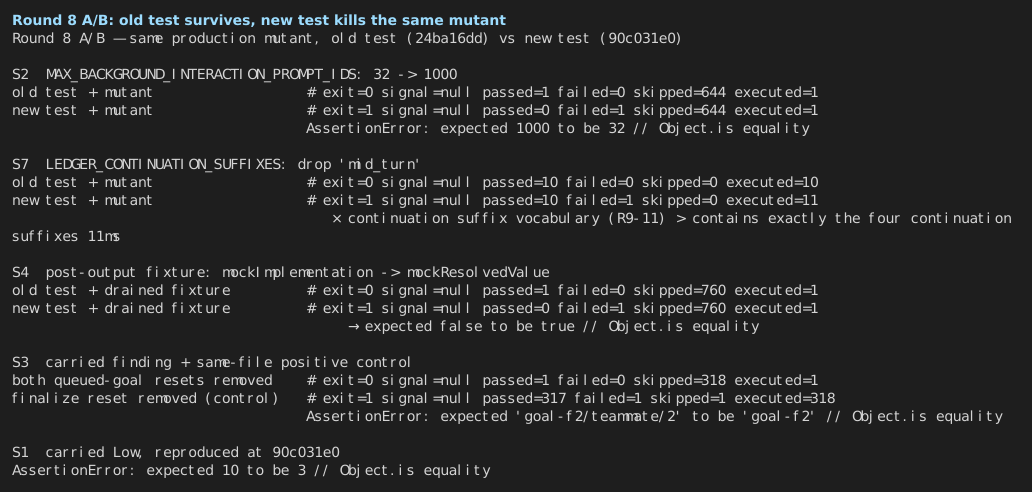 Round 8 A/B: old test survives, new test kills the same mutant
Round 8 A/B — same production mutant, old test (24ba16dd) vs new test (90c031e0)
S2 MAX_BACKGROUND_INTERACTION_PROMPT_IDS: 32 -> 1000
old test + mutant # exit=0 signal=null passed=1 failed=0 skipped=644 executed=1
new test + mutant # exit=1 signal=null passed=0 failed=1 skipped=644 executed=1
AssertionError: expected 1000 to be 32 // Object.is equality
S7 LEDGER_CONTINUATION_SUFFIXES: drop 'mid_turn'
old test + mutant # exit=0 signal=null passed=10 failed=0 skipped=0 executed=10
new test + mutant # exit=1 signal=null passed=10 failed=1 skipped=0 executed=11
× continuation suffix vocabulary (R9-11) > contains exactly the four continuation
suffixes 11ms
S4 post-output fixture: mockImplementation -> mockResolvedValue
old test + drained fixture # exit=0 signal=null passed=1 failed=0 skipped=760 executed=1
new test + drained fixture # exit=1 signal=null passed=0 failed=1 skipped=760 executed=1
→ expected false to be true // Object.is equality
S3 carried finding + same-file positive control
both queued-goal resets removed # exit=0 signal=null passed=1 failed=0 skipped=318 executed=1
finalize reset removed (control) # exit=1 signal=null passed=317 failed=1 skipped=1 executed=318
AssertionError: expected 'goal-f2/teammate/2' to be 'goal-f2' // Object.is equality
S1 carried Low, reproduced at 90c031e0
AssertionError: expected 10 to be 3 // Object.is equality